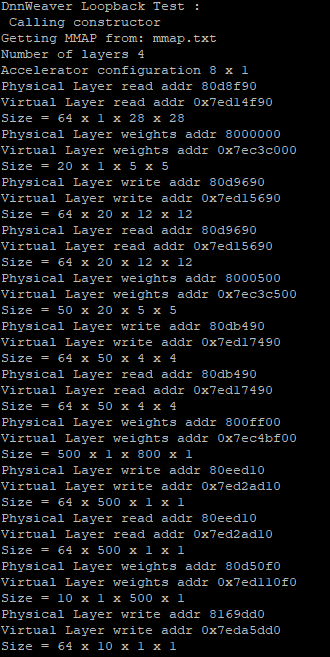 DnnWeaver Loopback Test :
 Calling constructor
Getting MMAP from: mmap.txt
Number of layers 4
Accelerator configuration 8 x 1
Physical Layer read addr 80d8f90
Virtual Layer read addr 0x7ed14f90
Size = 64 x 1 x 28 x 28
Physical Layer weights addr 8000000
Virtual Layer weights addr 0x7ec3c000
Size = 20 x 1 x 5 x 5
Physical Layer write addr 80d9690
Virtual Layer write addr 0x7ed15690
Size = 64 x 20 x 12 x 12
Physical Layer read addr 80d9690
Virtual Layer read addr 0x7ed15690
Size = 64 x 20 x 12 x 12
Physical Layer weights addr 8000500
Virtual Layer weights addr 0x7ec3c500
Size = 50 x 20 x 5 x 5
Physical Layer write addr 80db490
Virtual Layer write addr 0x7ed17490
Size = 64 x 50 x 4 x 4
Physical Layer read addr 80db490
Virtual Layer read addr 0x7ed17490
Size = 64 x 50 x 4 x 4
Physical Layer weights addr 800ff00
Virtual Layer weights addr 0x7ec4bf00
Size = 500 x 1 x 800 x 1
Physical Layer write addr 80eed10
Virtual Layer write addr 0x7ed2ad10
Size = 64 x 500 x 1 x 1
Physical Layer read addr 80eed10
Virtual Layer read addr 0x7ed2ad10
Size = 64 x 500 x 1 x 1
Physical Layer weights addr 80d50f0
Virtual Layer weights addr 0x7ed110f0
Size = 10 x 1 x 500 x 1
Physical Layer write addr 8169dd0
Virtual Layer write addr 0x7eda5dd0
Size = 64 x 10 x 1 x 1